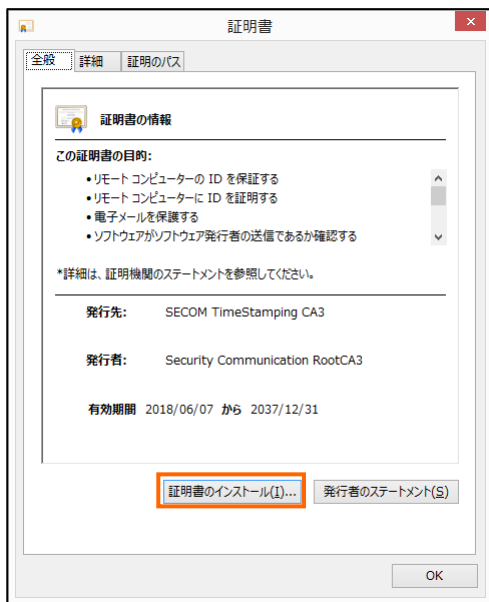 証明書
全般 詳細 証明のパス
証明書の情報
この証明書の目的:
•リモート コンピューターの ID を保証する
•リモート コンピューターに ID を証明する
•電子メールを保護する
•ソフトウェアがソフトウェア発行者の送信であるか確認する
*詳細は、証明機関のステートメントを参照してください。
発行先: SECOM TimeStamping CA3
発行者: Security Communication RootCA3
有効期間 2018/06/07 から 2037/12/31
証明書のインストール(I)... 発行者のステートメント(S)
OK